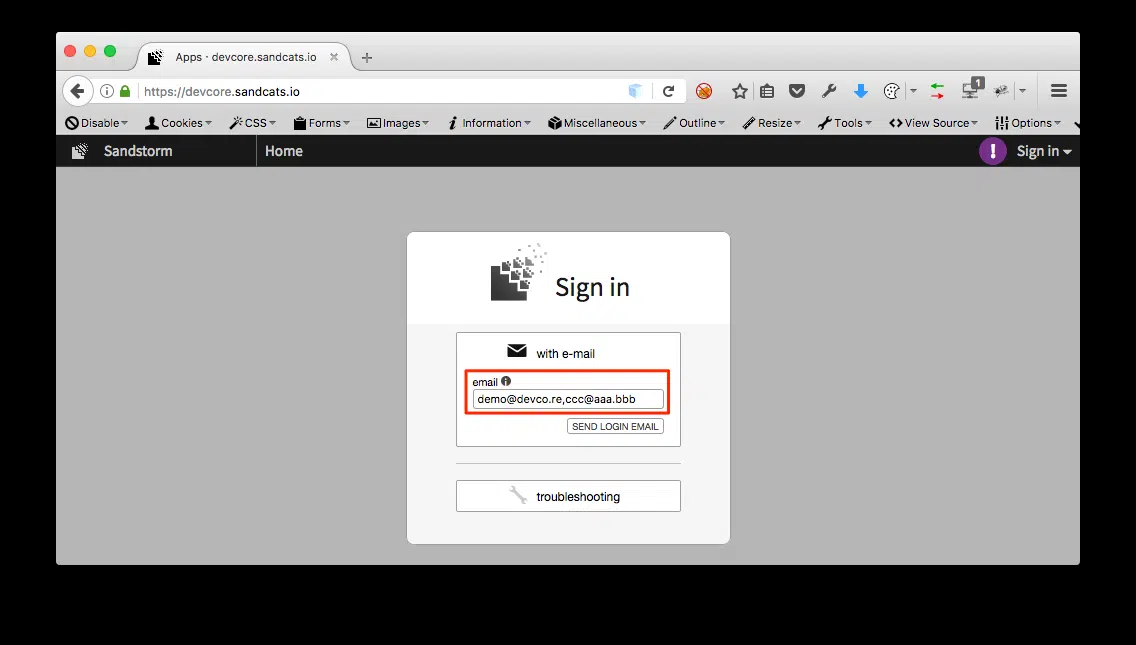 Apps · devcore.sandcats.io
https://devcore.sandcats.io
1
Disable Cookies CSS Forms Images Information Miscellaneous Outline Resize Tools View Source Options
Sandstorm Home ! Sign in
Sign in
with e-mail
email
demo@devco.re,ccc@aaa.bbb
SEND LOGIN EMAIL
troubleshooting